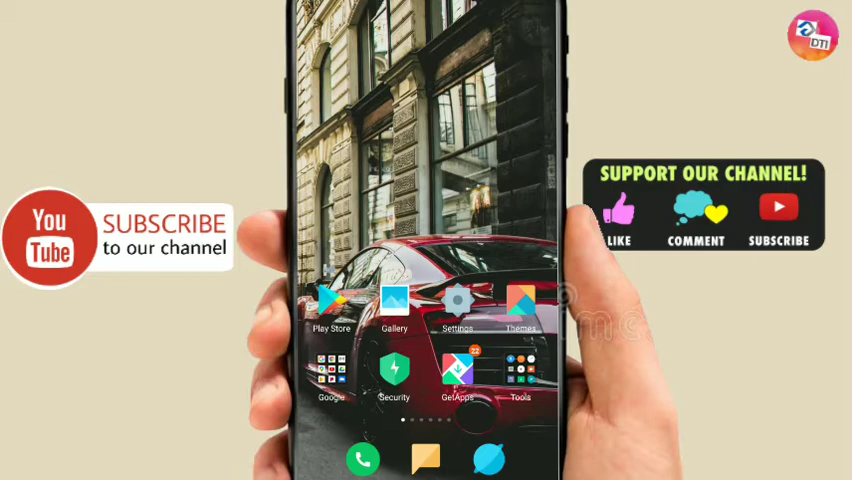 DTI
You
Tube
SUBSCRIBE
to our channel
SUPPORT OUR CHANNEL!
LIKE
COMMENT
SUBSCRIBE
Play Store
Gallery
Settings
Themes
22
Google
Security
GetApps
Tools